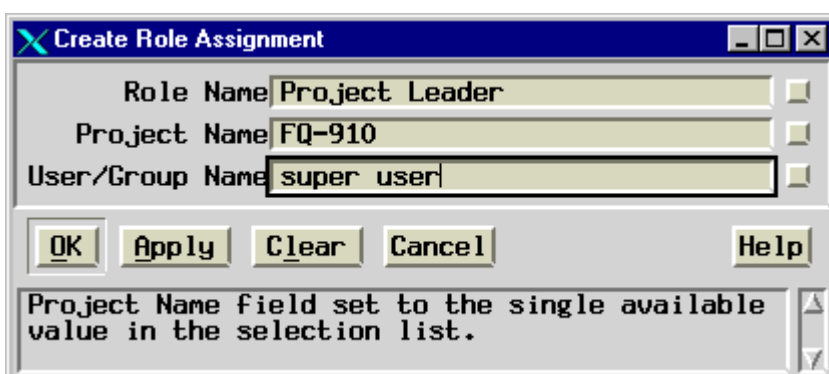 Create Role Assignment
Role Name Project Leader
Project Name FQ-910
User/Group Name super user
OK Apply Clear Cancel Help
Project Name field set to the single available
value in the selection list.